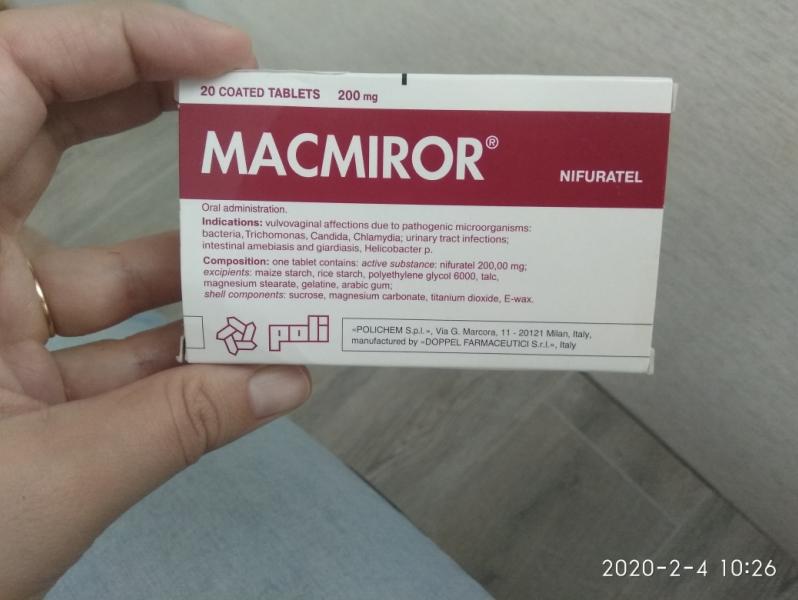 20 COATED TABLETS 200 mg
MACMIROR®
NIFURATEL
Oral administration.
Indications: vulvovaginal affections due to pathogenic microorganisms:
bacteria, Trichomonas, Candida, Chlamydia; urinary tract infections;
intestinal amebiasis and giardiasis, Helicobacter p.
Composition: one tablet contains: active substance: nifuratel 200,00 mg;
excipients: maize starch, rice starch, polyethylene glycol 6000, talc,
magnesium stearate, gelatine, arabic gum;
shell components: sucrose, magnesium carbonate, titanium dioxide, E-wax.
poli
«POLICHEM S.p.l.», Via G. Marcora, 11 - 20121 Milan, Italy,
manufactured by «DOPPEL FARMACEUTICI S.r.l.», Italy
2020-2-4 10:26